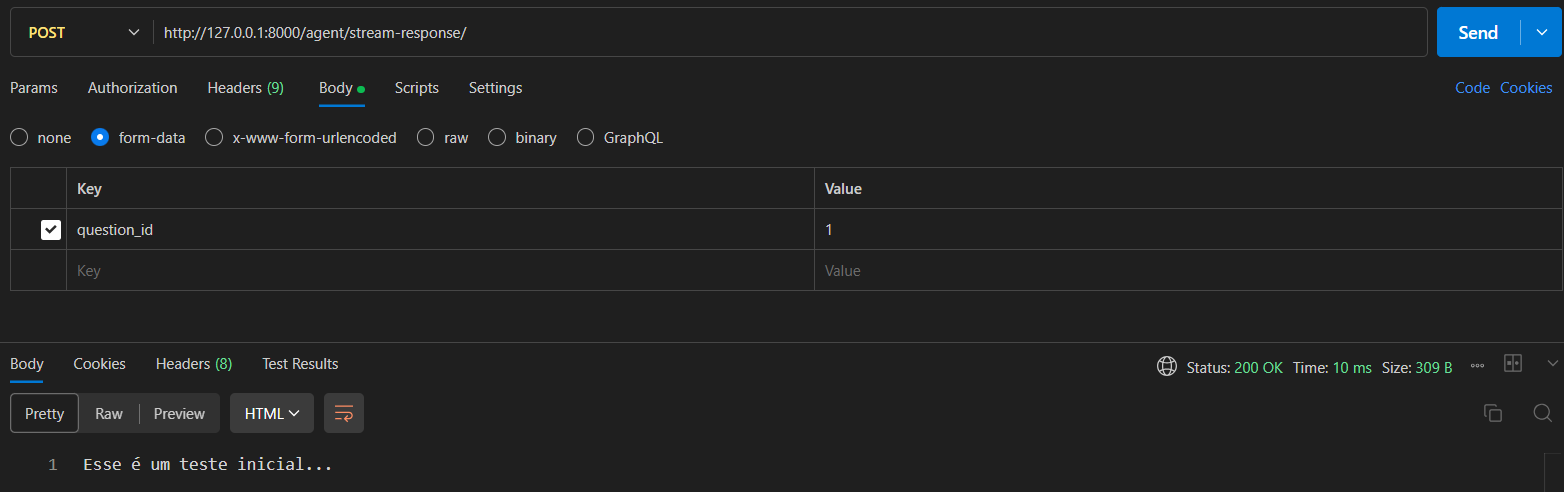 POST http://127.0.0.1:8000/agent/stream-response/ Send
Params Authorization Headers (9) Body Scripts Settings Code Cookies
none form-data x-www-form-urlencoded raw binary GraphQL
Key Value
question_id 1
Key Value
Body Cookies Headers (8) Test Results Status: 200 OK Time: 10 ms Size: 309 B
Pretty Raw Preview HTML
1 Esse é um teste inicial...